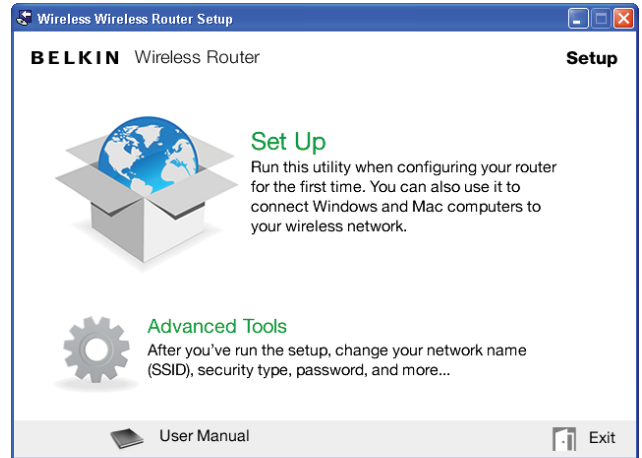 Wireless Wireless Router Setup
BELKIN Wireless Router
Setup
Set Up
Run this utility when configuring your router
for the first time. You can also use it to
connect Windows and Mac computers to
your wireless network.
Advanced Tools
After you've run the setup, change your network name
(SSID), security type, password, and more...
User Manual
Exit